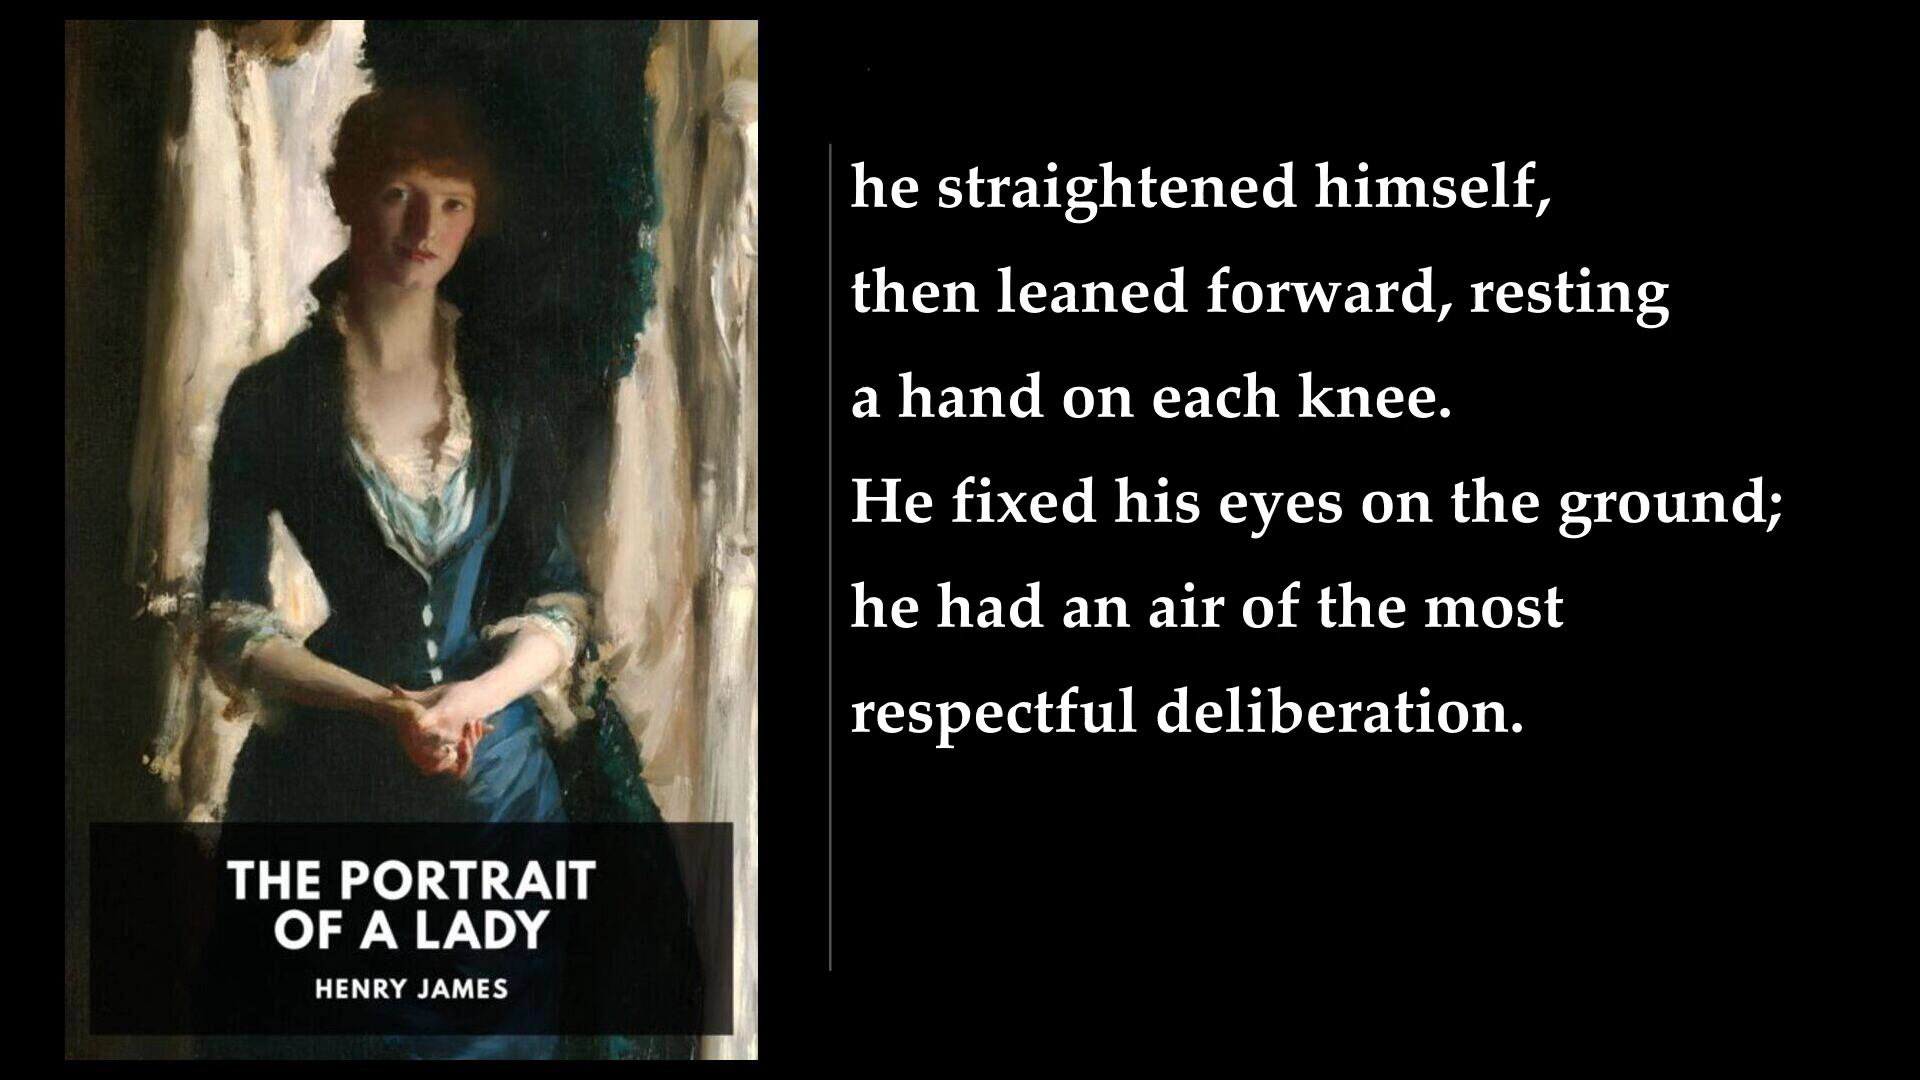 he straightened himself,
then leaned forward, resting
a hand on each knee.
He fixed his eyes on the ground;
he had an air of the most
respectful deliberation.
THE PORTRAIT
OF A LADY
HENRY JAMES